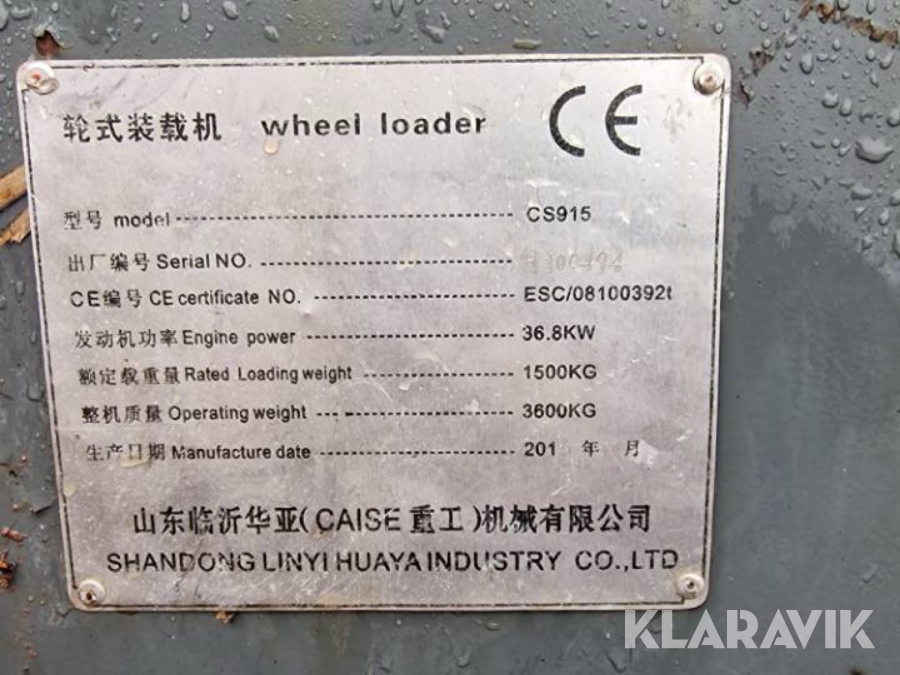 轮式装载机 wheel loader CE
型号 model CS915
出厂编号 Serial NO.
CE编号 CE certificate NO. ESC/08100392t
发动机功率 Engine power 36.8KW
额定载重量 Rated Loading weight 1500KG
整机质量 Operating weight 3600KG
生产日期 Manufacture date 201 年 月
山东临沂华亚(CAISE重工)机械有限公司
SHANDONG LINYI HUAYA INDUSTRY CO.,LTD
KLARAVIK